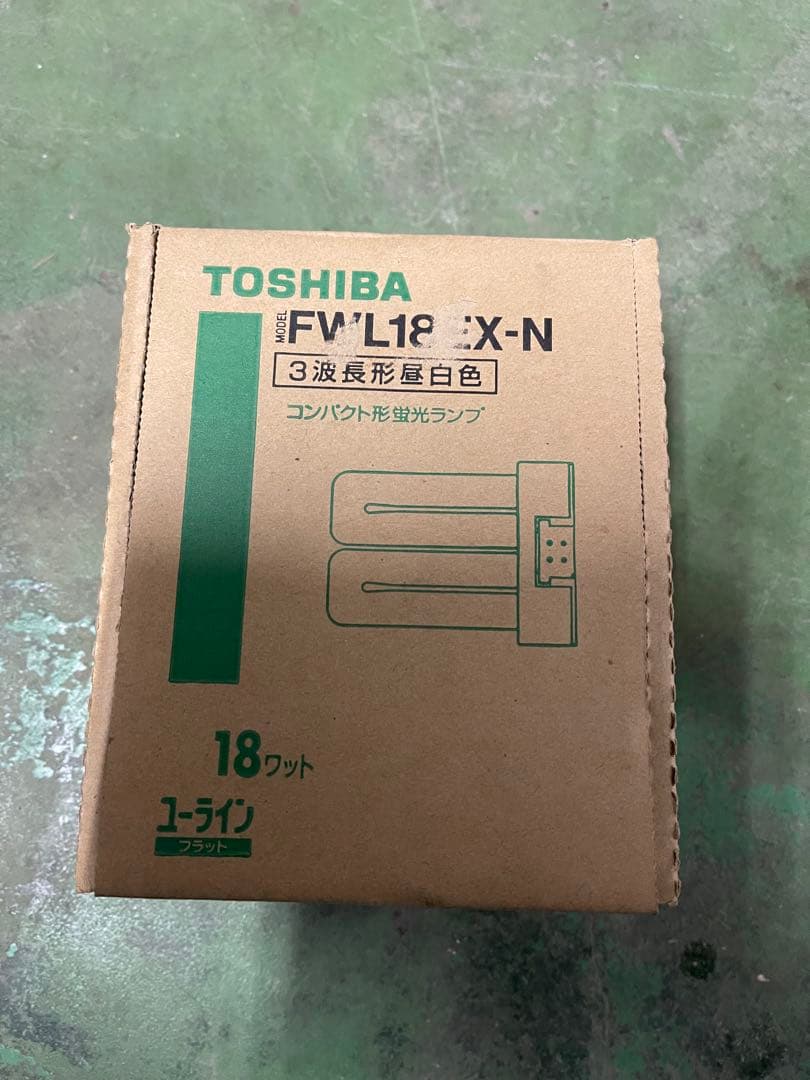 TOSHIBA
MODEL FWL18EX-N
3波長形昼白色
コンパクト形蛍光ランプ
18ワット
ユーライン
フラット